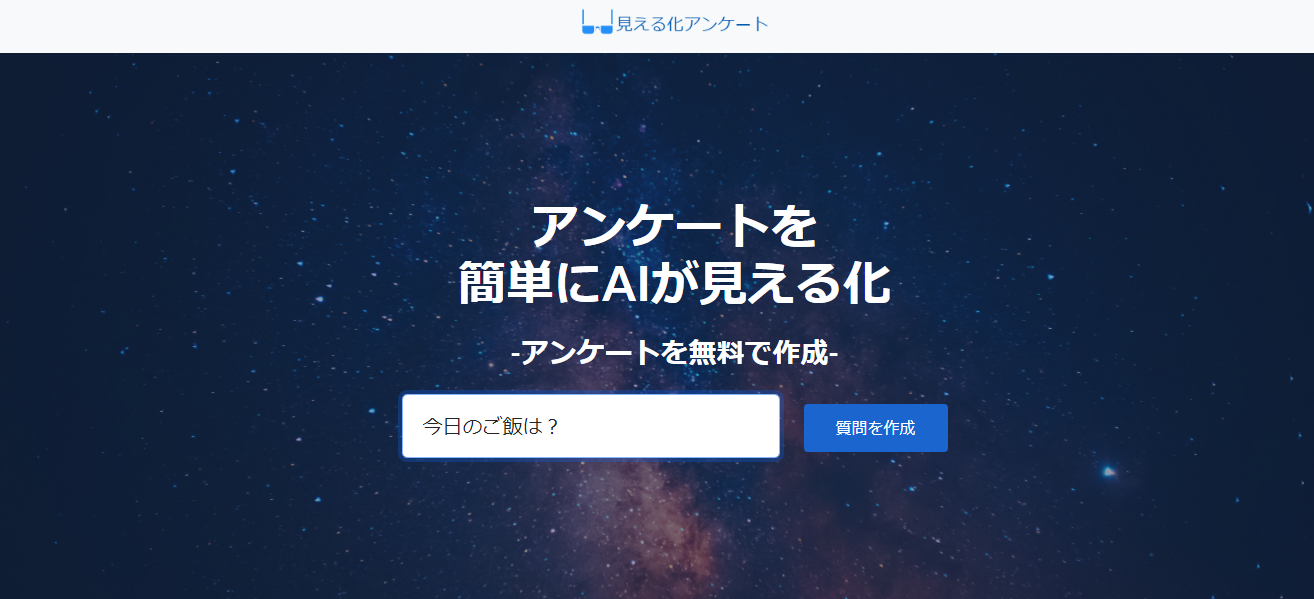 見える化アンケート
アンケートを
簡単にAIが見える化
-アンケートを無料で作成-
今日のご飯は？
質問を作成